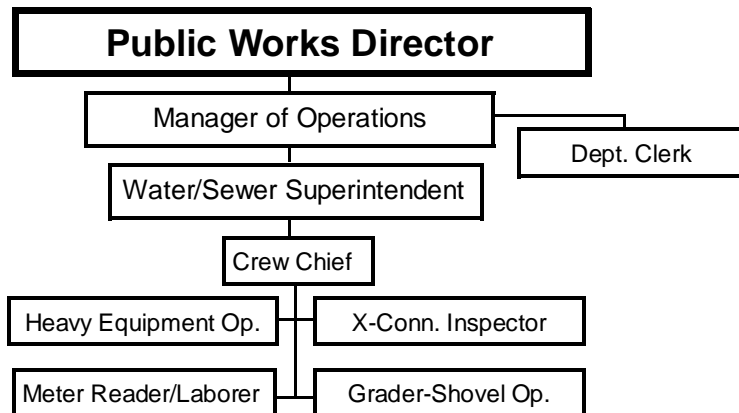 Public Works Director
Manager of Operations
Dept. Clerk
Water/Sewer Superintendent
Crew Chief
Heavy Equipment Op.
X-Conn. Inspector
Meter Reader/Laborer
Grader-Shovel Op.